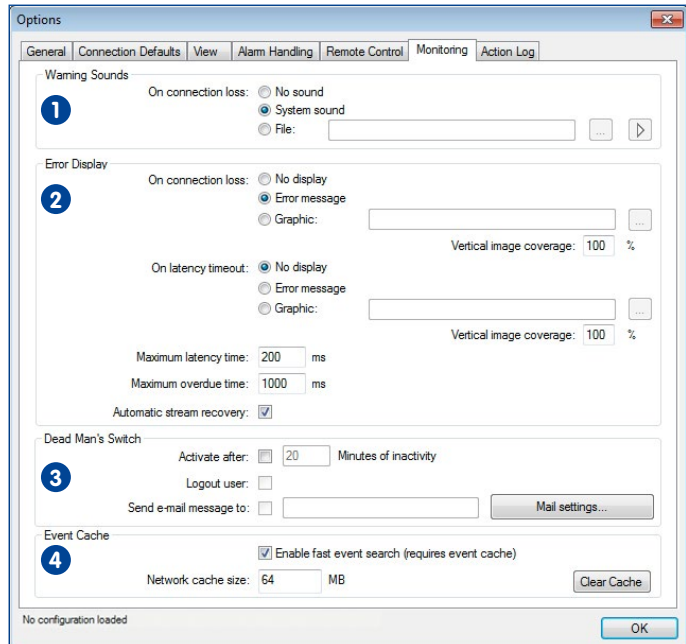 Options
General Connection Defaults View Alarm Handling Remote Control Monitoring Action Log
Warning Sounds
1
On connection loss: No sound
System sound
File: ...
Error Display
2
On connection loss: No display
Error message
Graphic: ...
Vertical image coverage: 100 %
On latency timeout: No display
Error message
Graphic: ...
Vertical image coverage: 100 %
Maximum latency time: 200 ms
Maximum overdue time: 1000 ms
Automatic stream recovery:
Dead Man's Switch
3
Activate after: 20 Minutes of inactivity
Logout user:
Send e-mail message to: Mail settings...
Event Cache
4
Enable fast event search (requires event cache)
Network cache size: 64 MB Clear Cache
No configuration loaded
OK